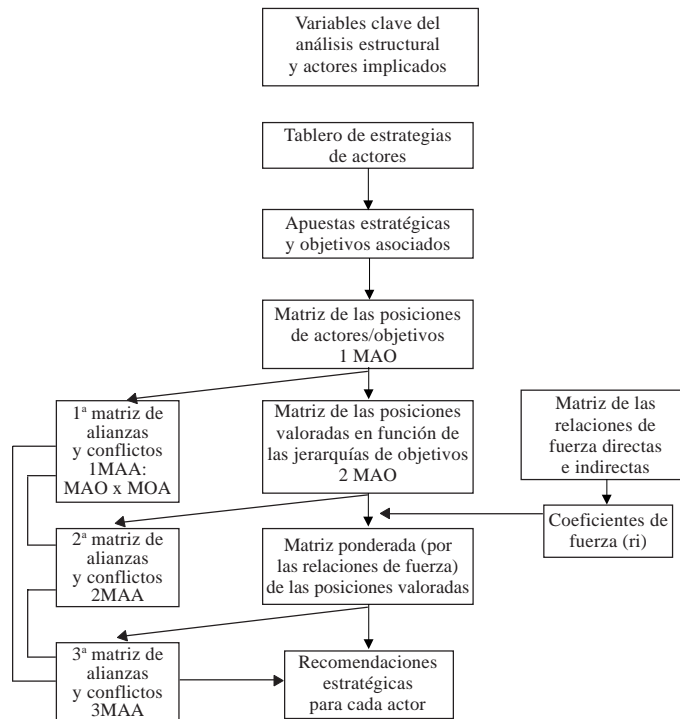 Variables clave del
análisis estructural
y actores implicados
Tablero de estrategias
de actores
Apuestas estratégicas
y objetivos asociados
Matriz de las posiciones
de actores/objetivos
1 MAO
1ª matriz de
alianzas
y conflictos
1MAA:
MAO x MOA
Matriz de las posiciones
valoradas en función de
las jerarquías de objetivos
2 MAO
Matriz de las
relaciones de
fuerza directas
e indirectas
2ª matriz de
alianzas
y conflictos
2MAA
Matriz ponderada (por
las relaciones de fuerza)
de las posiciones valoradas
Coeficientes de
fuerza (ri)
3ª matriz de
alianzas
y conflictos
3MAA
Recomendaciones
estratégicas
para cada actor